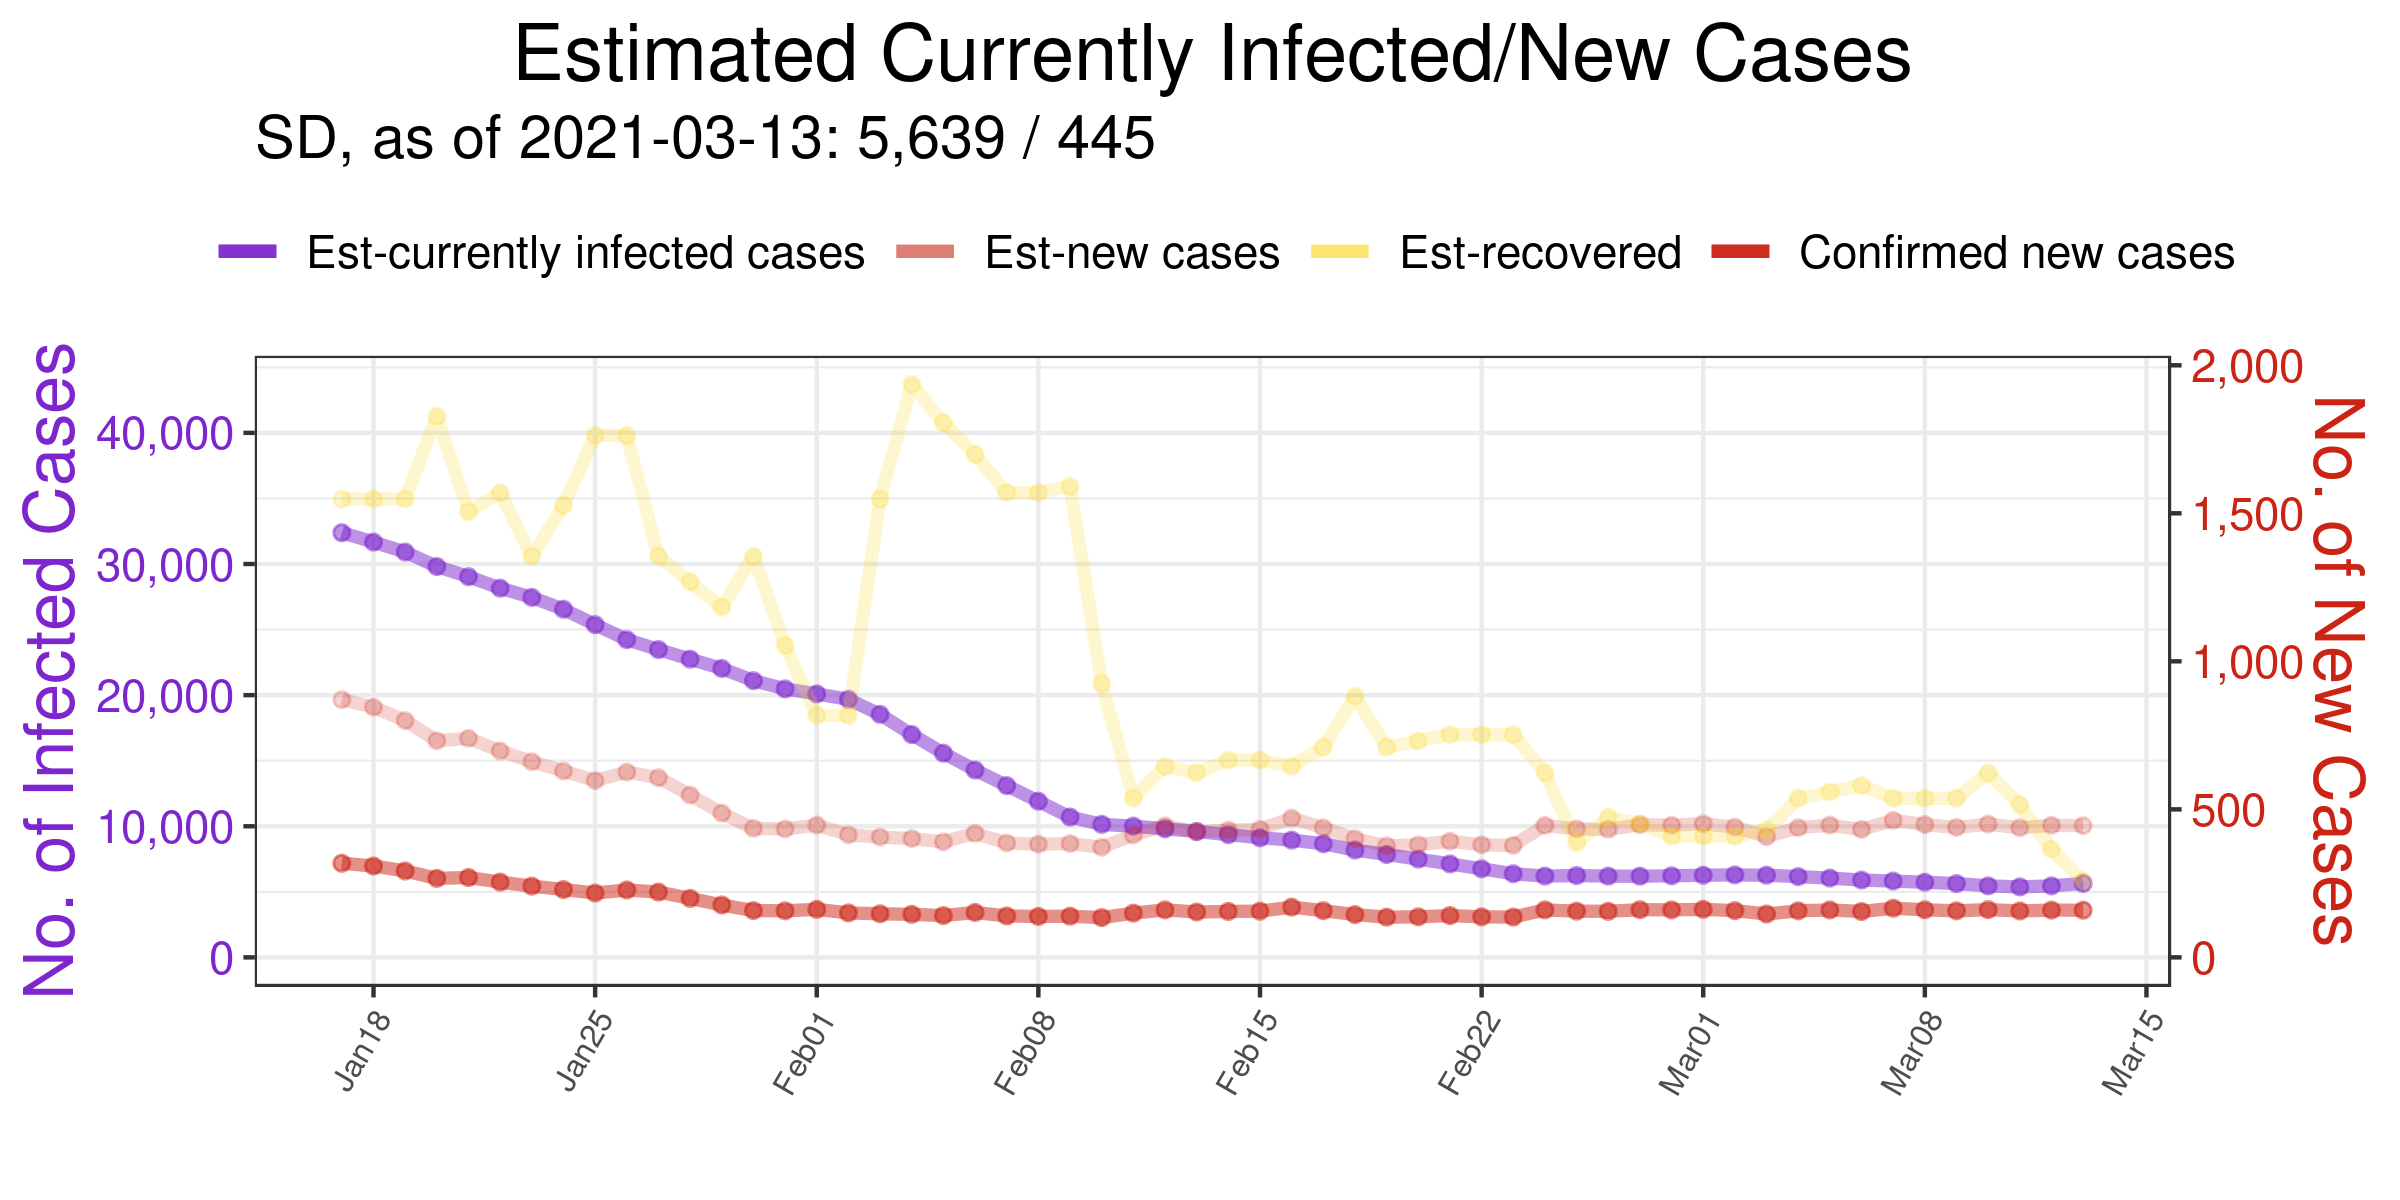 Estimated Currently Infected/New Cases
SD, as of 2021-03-13: 5,639 / 445
Est-currently infected cases Est-new cases Est-recovered Confirmed new cases
No. of Infected Cases
40,000
30,000
20,000
10,000
0
2,000
1,500
1,000
500
0
No. of New Cases
Jan18 Jan25 Feb01 Feb08 Feb15 Feb22 Mar01 Mar08 Mar15